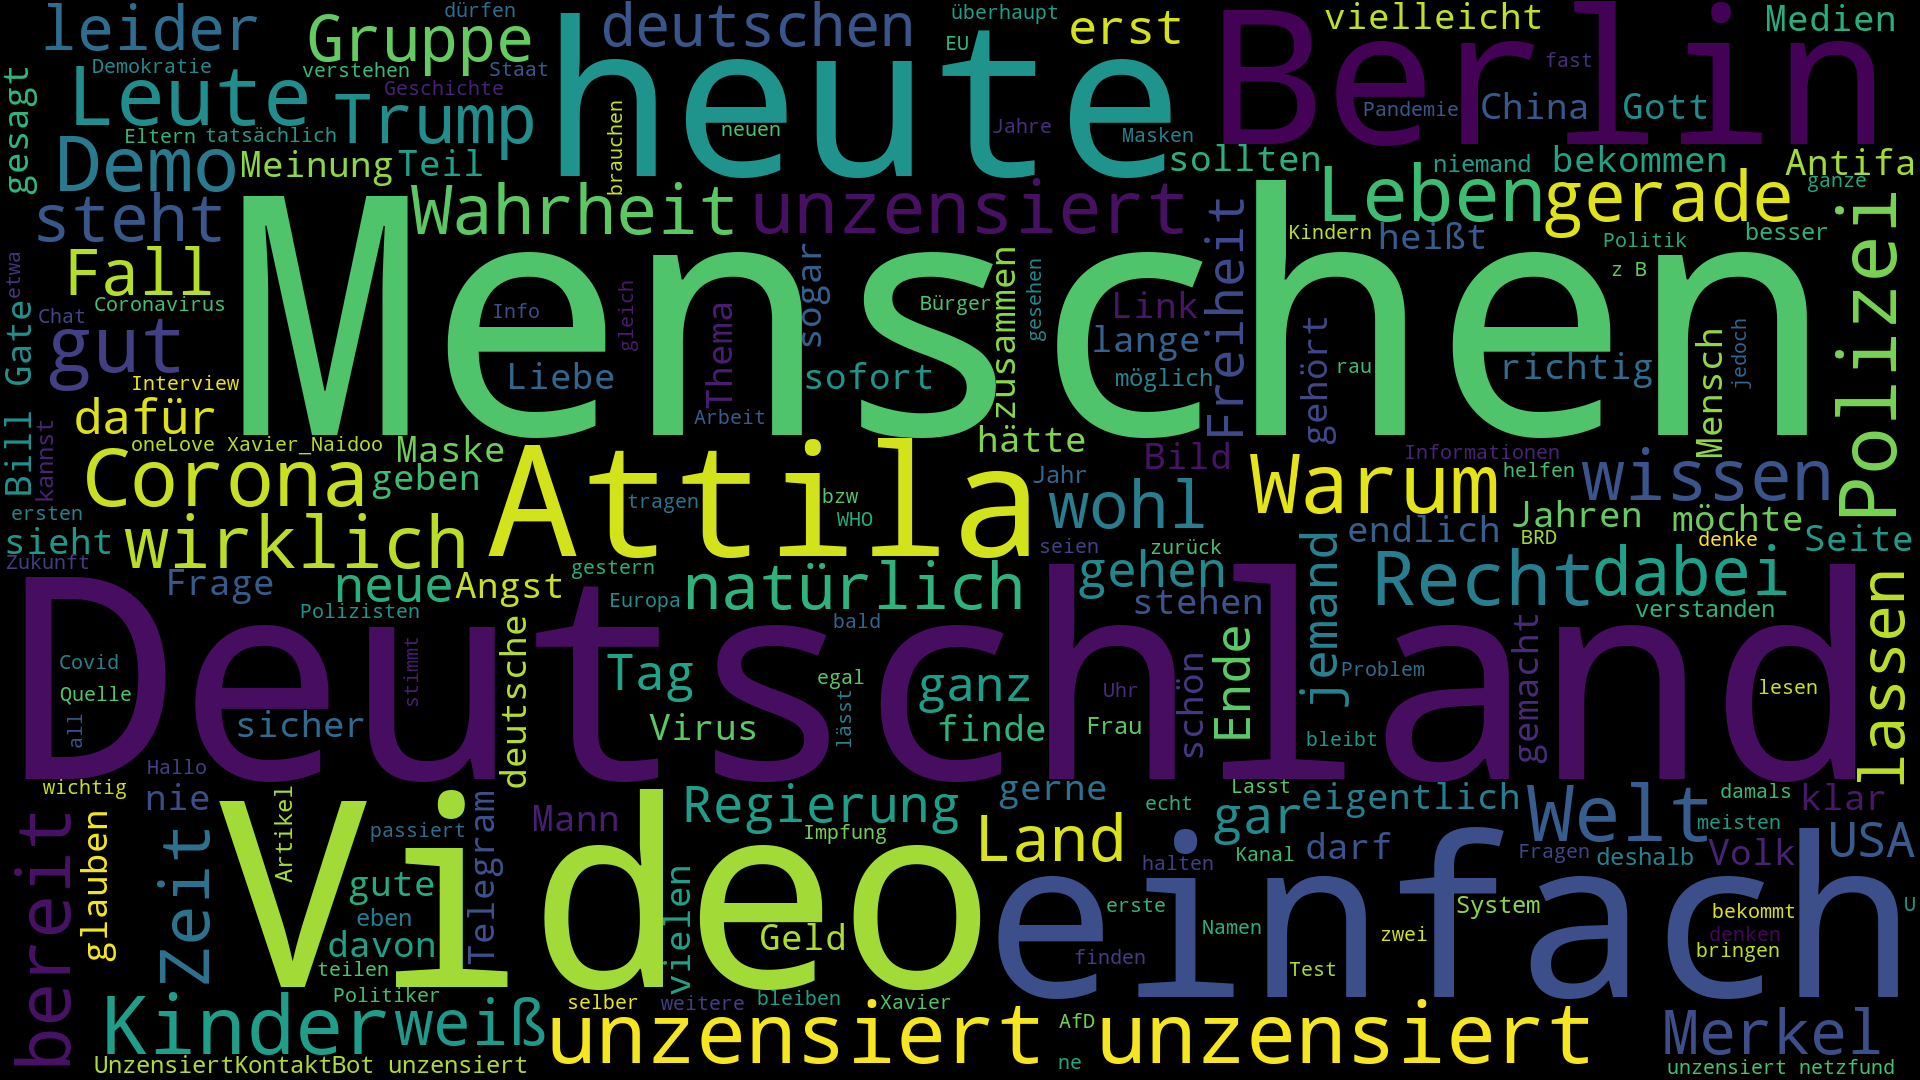 dürfen
überhaupt
leider
Gruppe
deutschen
heute
EU
erst
Berlin
vielleicht
Medien
Demokratie
verstehen
Staat
fast
gesagt
Leute
Geschichte
Trump
brauchen
neuen
Jahre
Masken
Pandemie
China
Gott
Eltern
tatsächlich
Demo
Meinung
Teil
sollten
niemand
bekommen
Antifa
steht
Menschen
Wahrheit
unzensiert
Leben
gerade
ganze
Polizei
Fall
Freiheit
Kindern
heißt
Politik
besser
etwa
sogar
zusammen
gesehen
z B
Coronavirus
Chat
Info
gleich
Thema
Bürger
Link
Bill Gate
gut
lange
gehört
Mensch
jedoch
Interview
Liebe
sofort
möglich
rau
richtig
dafür
Arbeit
oneLove Xavier_Naidoo
Maske
Attila
hätte
Bild
Informationen
kannst
Corona
geben
Jahr
Warum
helfen
wissen
tragen
bzw
WHO
wohl
ersten
endlich
Jahren
möchte
sieht
wirklich
seien
zurück
BRD
denke
Seite
Zukunft
Frage
neue
Angst
gestern
natürlich
gehen
jemand
Recht
dabei
lassen
Deutschland
Polizisten
Europa
stehen
verstanden
deutsche
bald
Ende
gemacht
Covid
stimmt
Tag
egal
ganz
schön
Problem
Quelle
Uhr
lesen
all
sicher
Virus
lässt
finde
Frau
bleibt
Hallo
wichtig
nie
Artikel
Telegram
Regierung
gerne
Lasst
eigentlich
damals
klar
bereit
glauben
Zeit
Video
passiert
Mann
Impfung
Land
echt
gar
Welt
meisten
USA
einfach
halten
Kanal
darf
Fragen
deshalb
Volk
gute
vielen
eben
erste
System
bekommt
U
davon
Geld
Namen
zwei
denken
bringen
teilen
finden
Test
Politiker
Kinder
weiß
selber
weitere
bleiben
Xavier
unzensiert
AfD
unzensiert
Merkel
UnzensiertKontaktBot unzensiert
ne
unzensiert netzfund